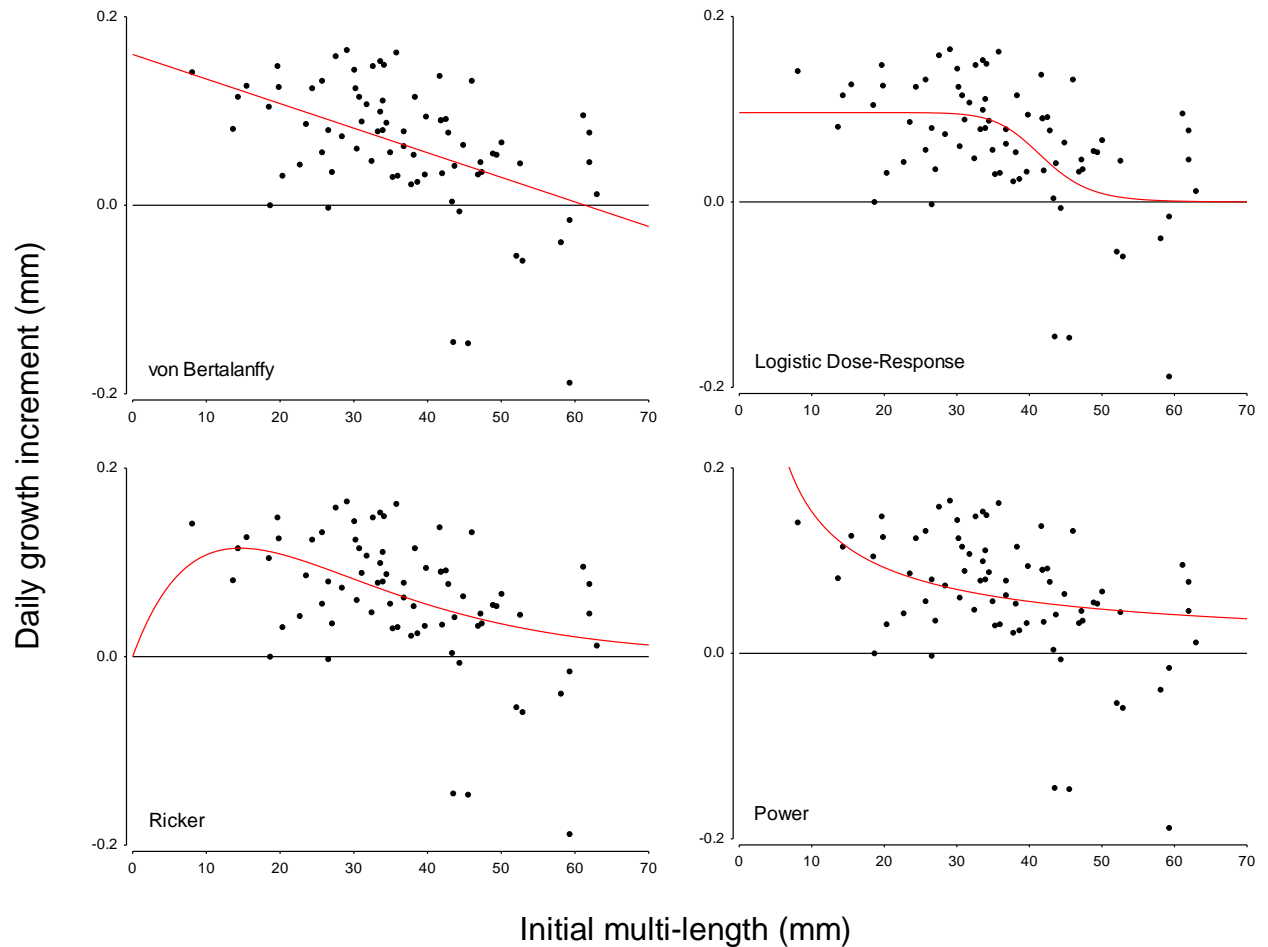 Daily growth increment (mm)
0.2
0.0
-0.2
0 10 20 30 40 50 60 70
von Bertalanffy
0.2
0.0
-0.2
0 10 20 30 40 50 60 70
Logistic Dose-Response
0.2
0.0
-0.2
0 10 20 30 40 50 60 70
Ricker
0.2
0.0
-0.2
0 10 20 30 40 50 60 70
Power
Initial multi-length (mm)